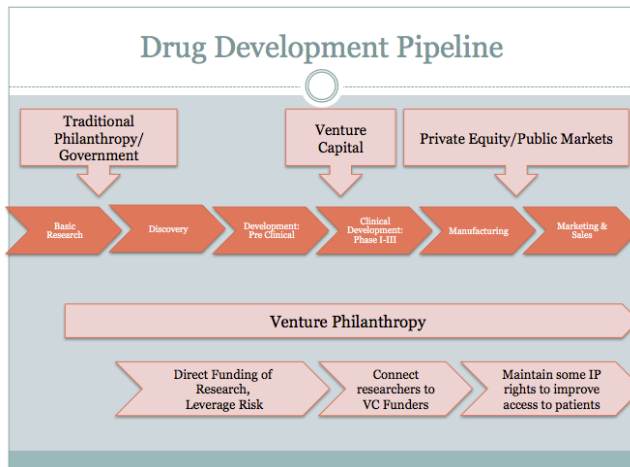 Drug Development Pipeline
Traditional
Philanthropy/
Government
Venture
Capital
Private Equity/Public Markets
Basic
Research
Discovery
Development:
Pre Clinical
Clinical
Development:
Phase I-III
Manufacturing
Marketing &
Sales
Venture Philanthropy
Direct Funding of
Research,
Leverage Risk
Connect
researchers to
VC Funders
Maintain some IP
rights to improve
access to patients